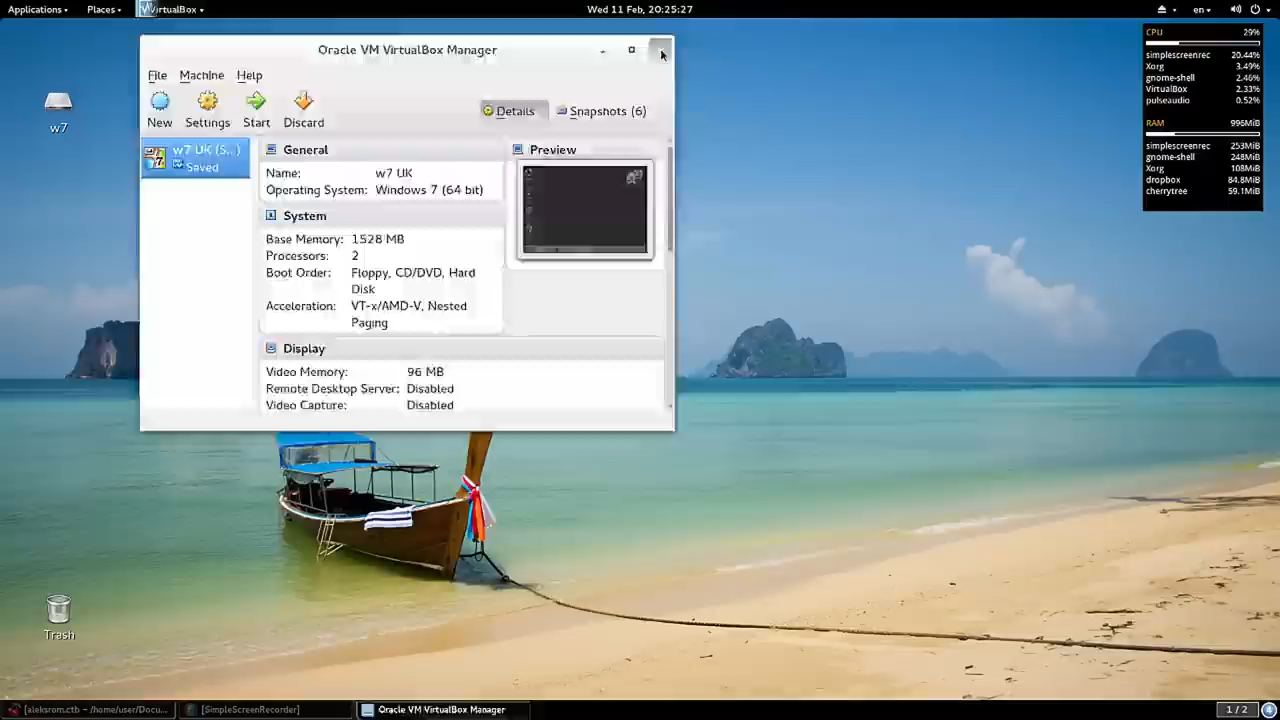 Applications Places VirtualBox Wed 11 Feb, 20:25:27 en
Oracle VM VirtualBox Manager
File Machine Help
New Settings Start Discard Details Snapshots (6)
w7 UK (S...)
Saved
General
Name: w7 UK
Operating System: Windows 7 (64 bit)
System
Base Memory: 1528 MB
Processors: 2
Boot Order: Floppy, CD/DVD, Hard
Disk
Acceleration: VT-x/AMD-V, Nested
Paging
Preview
Display
Video Memory: 96 MB
Remote Desktop Server: Disabled
Video Capture: Disabled
w7
Trash
CPU 29%
simplescreenrec 20.44%
Xorg 3.49%
gnome-shell 2.46%
VirtualBox 2.33%
pulseaudio 0.52%
RAM 996MiB
simplescreenrec 253MiB
gnome-shell 248MiB
Xorg 108MiB
dropbox 84.8MiB
cherrytree 59.1MiB
[aleksrom.ctb - /home/user/Docu... [SimpleScreenRecorder] Oracle VM VirtualBox Manager 1 / 2 4